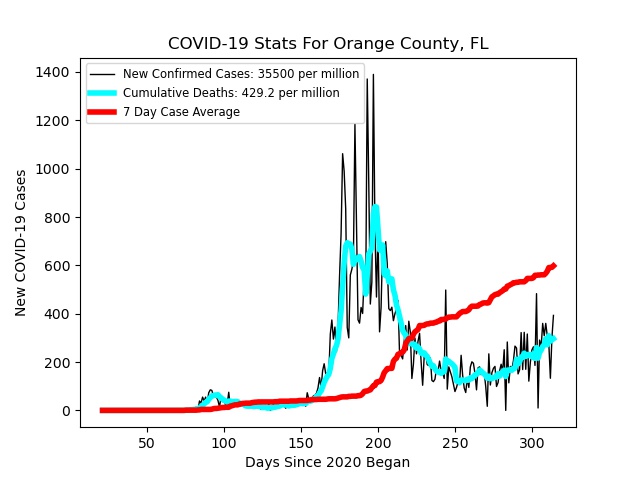 COVID-19 Stats For Orange County, FL
New Confirmed Cases: 35500 per million
Cumulative Deaths: 429.2 per million
7 Day Case Average
1400
1200
1000
800
600
400
200
0
New COVID-19 Cases
50 100 150 200 250 300
Days Since 2020 Began